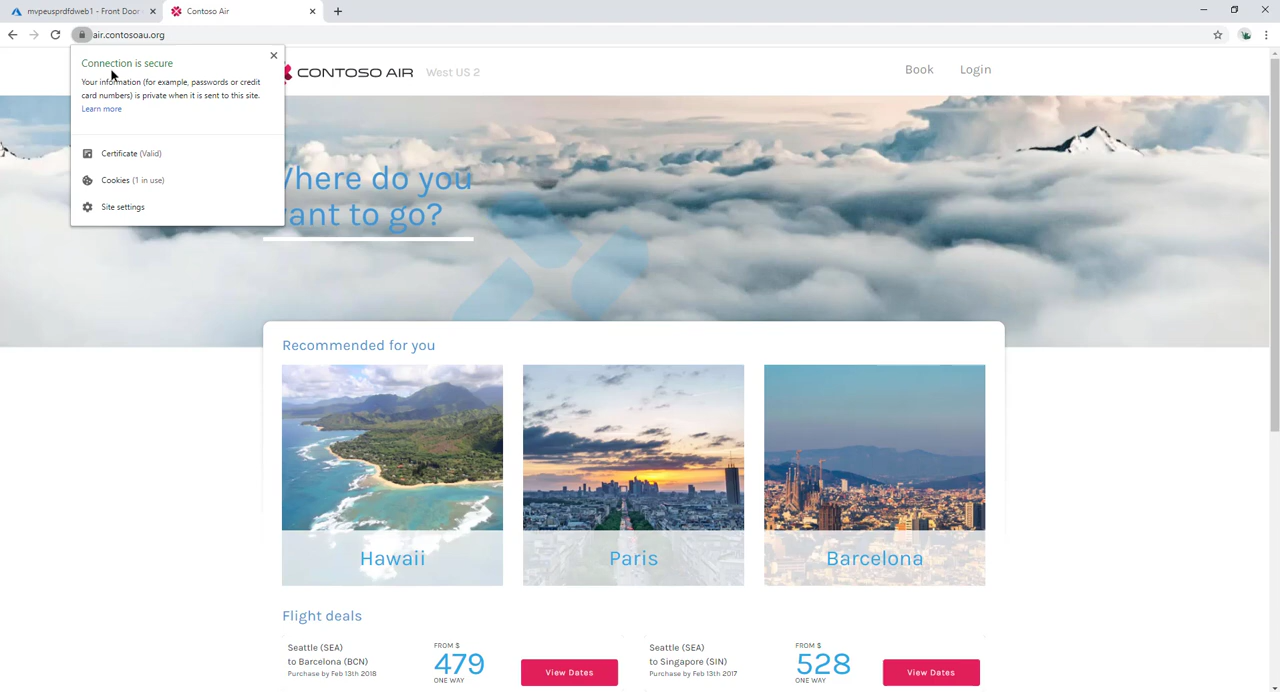 mvpeusprdfdweb1 - Front Door
Contoso Air
air.contosoau.org
Connection is secure
Your information (for example, passwords or credit
card numbers) is private when it is sent to this site.
Learn more
Certificate (Valid)
Cookies (1 in use)
Site settings
CONTOSO AIR West US 2
Book Login
Where do you
want to go?
Recommended for you
Hawaii
Paris
Barcelona
Flight deals
Seattle (SEA)
to Barcelona (BCN)
Purchase by Feb 13th 2018
FROM $
479
ONE WAY
View Dates
Seattle (SEA)
to Singapore (SIN)
Purchase by Feb 13th 2017
FROM $
528
ONE WAY
View Dates